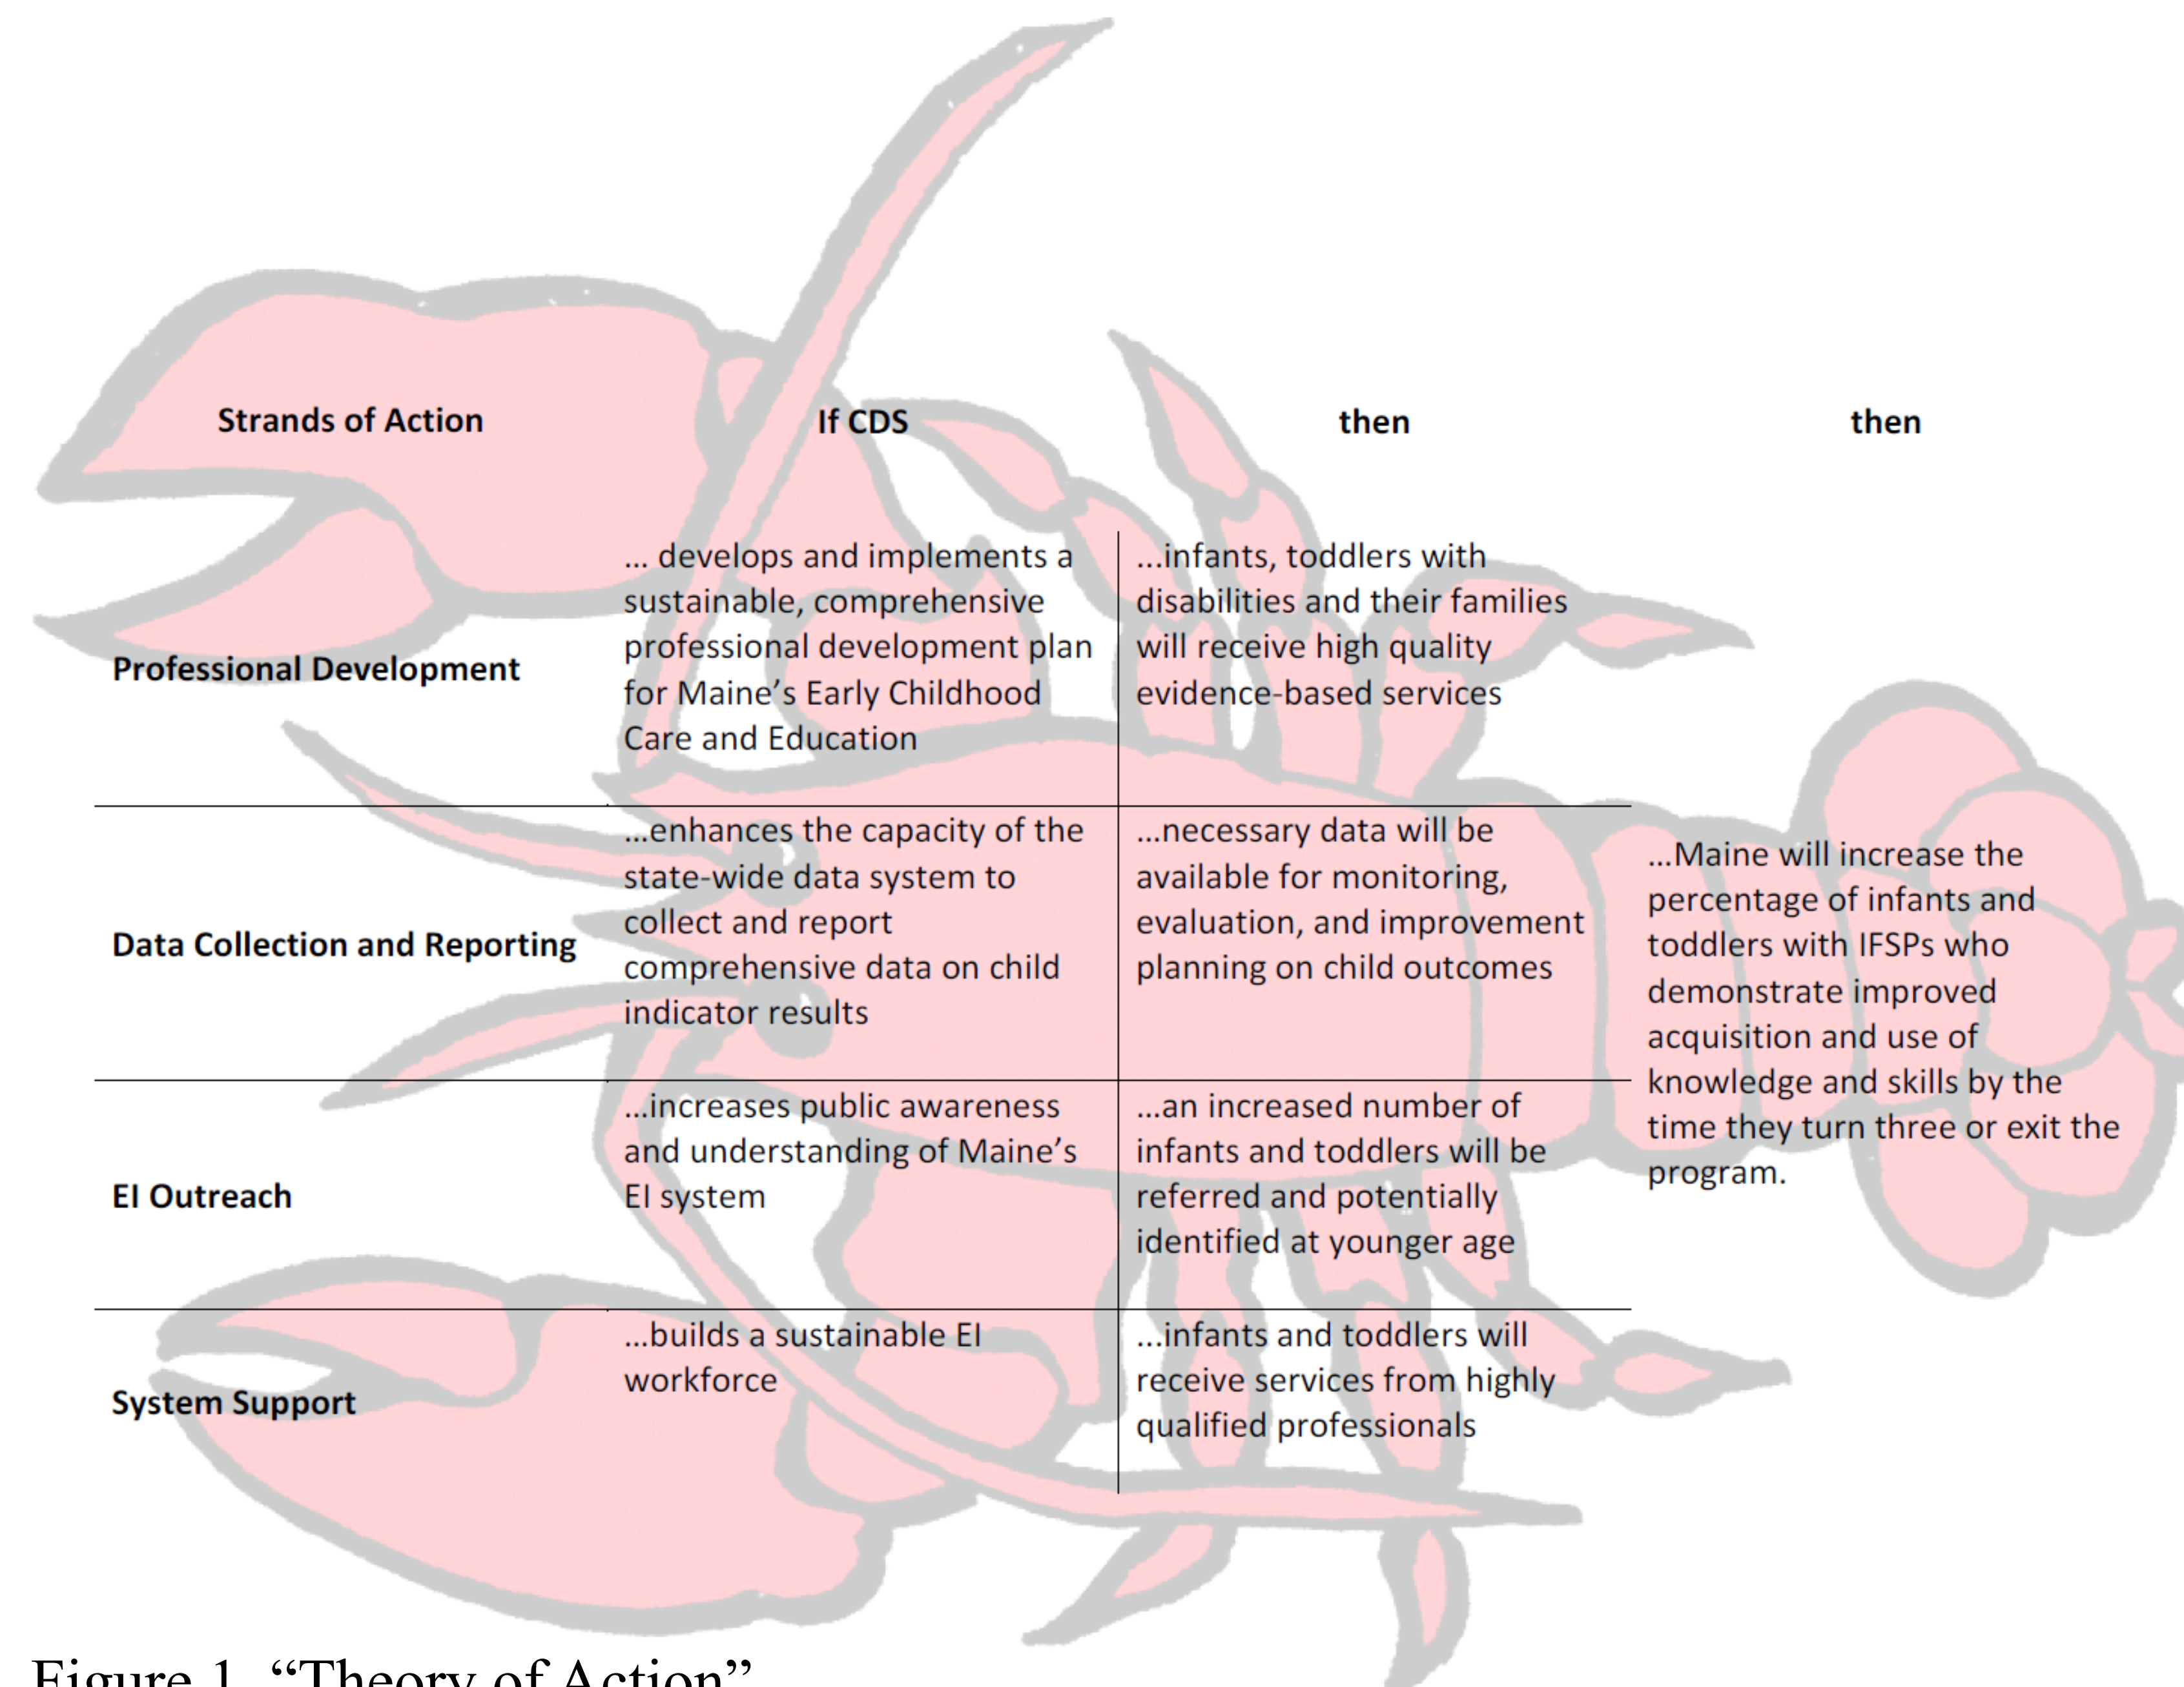 Strands of Action
If CDS
then
then
Professional Development
... develops and implements a
sustainable, comprehensive
professional development plan
for Maine’s Early Childhood
Care and Education
...infants, toddlers with
disabilities and their families
will receive high quality
evidence-based services
Data Collection and Reporting
...enhances the capacity of the
state-wide data system to
collect and report
comprehensive data on child
indicator results
...necessary data will be
available for monitoring,
evaluation, and improvement
planning on child outcomes
EI Outreach
...increases public awareness
and understanding of Maine’s
EI system
...an increased number of
infants and toddlers will be
referred and potentially
identified at younger age
System Support
...builds a sustainable EI
workforce
...infants and toddlers will
receive services from highly
qualified professionals
...Maine will increase the
percentage of infants and
toddlers with IFSPs who
demonstrate improved
acquisition and use of
knowledge and skills by the
time they turn three or exit the
program.
Figure 1. “Theory of Action”